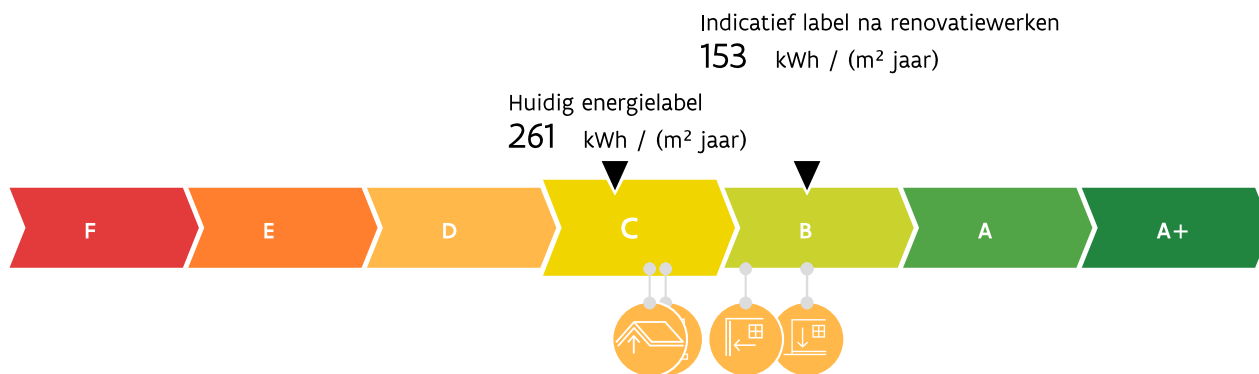 Indicatief label na renovatiewerken
153 kWh / (m² jaar)
Huidig energielabel
261 kWh / (m² jaar)
F E D C B A A+